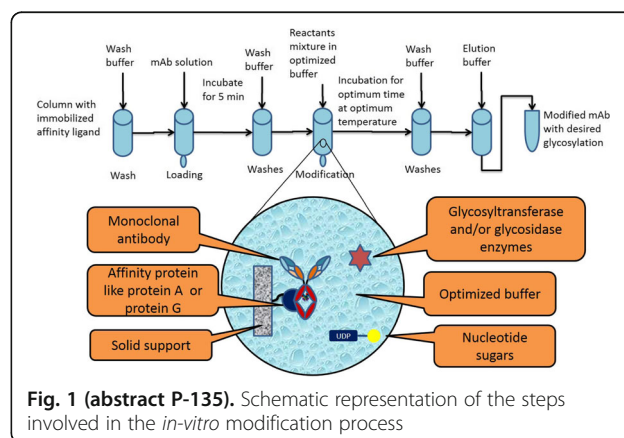 Wash
buffer
mAb solution
Incubate
for 5 min
Wash
buffer
Reactants
mixture in
optimized
buffer
Incubation for
optimum time
at optimum
temperature
Wash
buffer
Elution
buffer
Column with
immobilized
affinity ligand
Modified mAb
with desired
glycosylation
Wash
Loading
Washes
Modification
Washes
Monoclonal
antibody
Affinity protein
like protein A or
protein G
Solid support
Glycosyltransferase
and/or glycosidase
enzymes
Optimized buffer
UDP
Nucleotide
sugars
Fig. 1 (abstract P-135). Schematic representation of the steps
involved in the in-vitro modification process